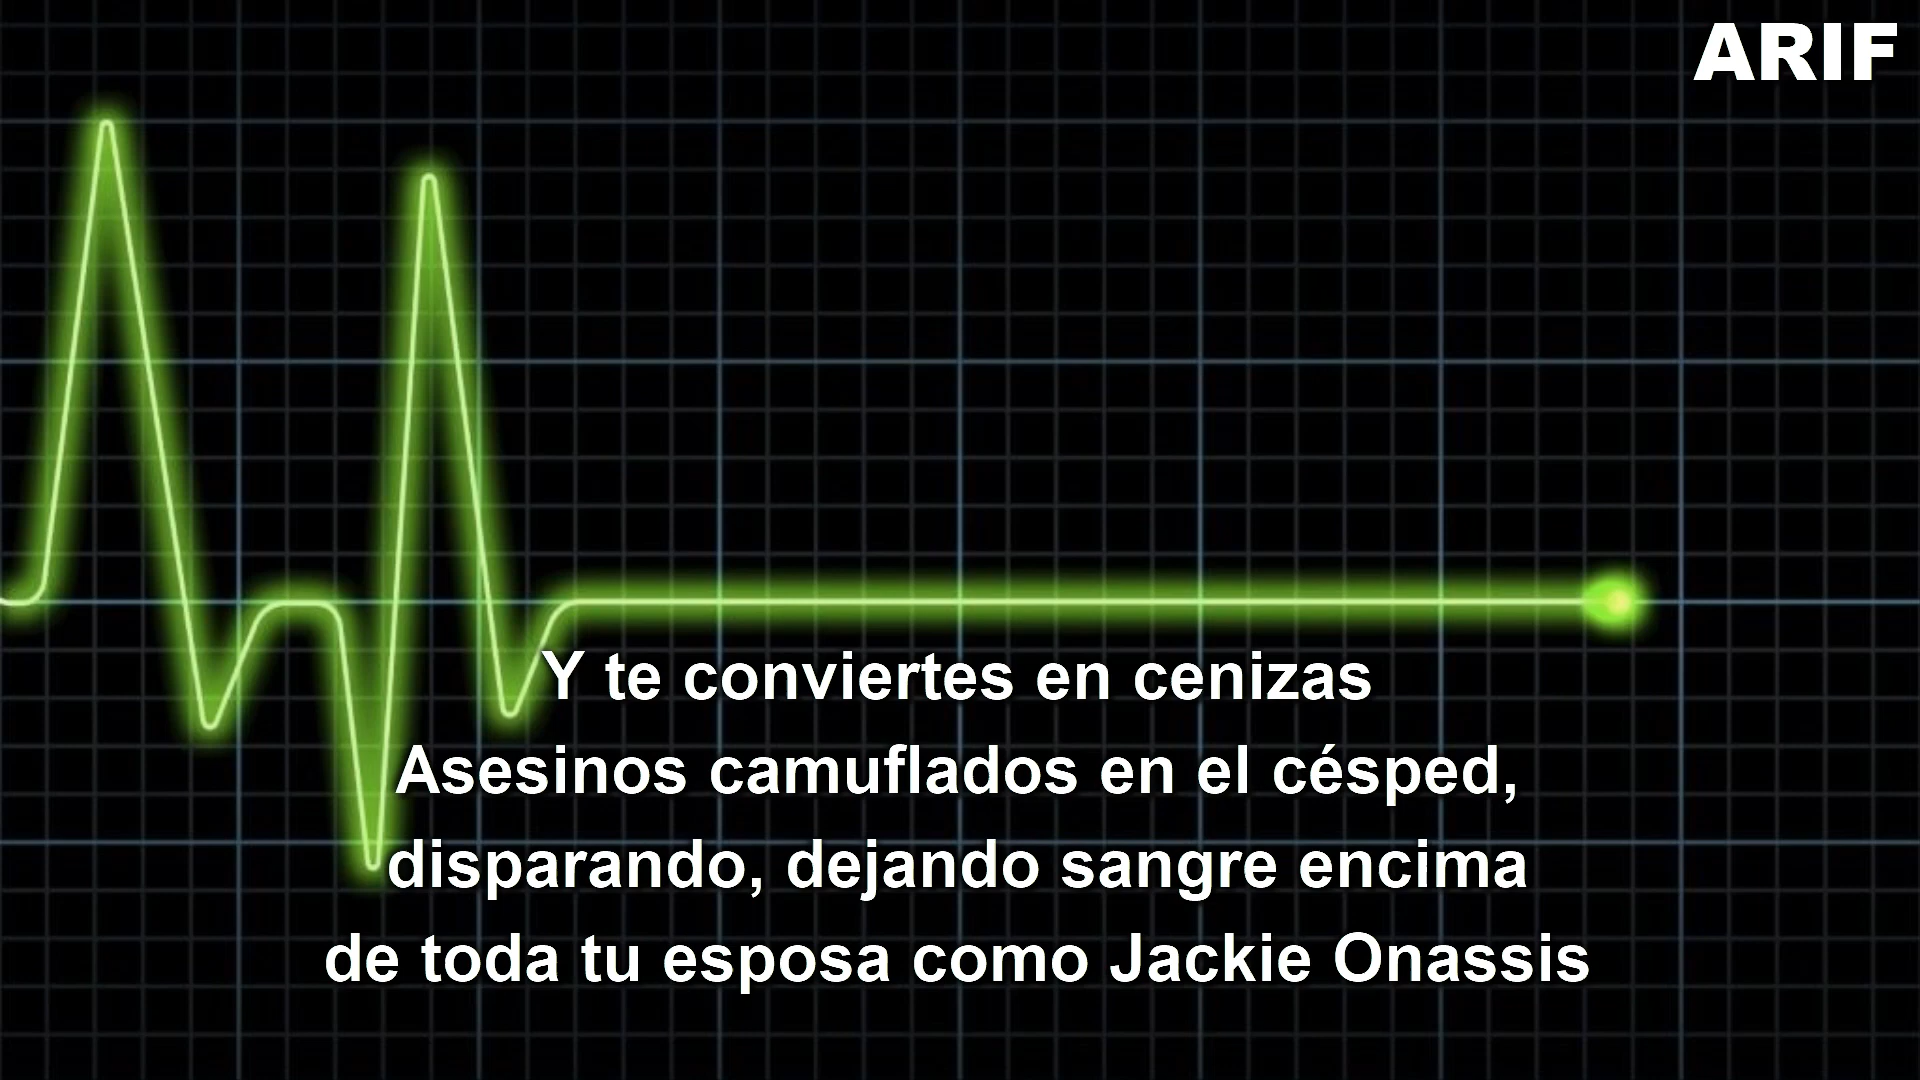 ARIF
Y te conviertes en cenizas
Asesinos camuflados en el césped,
disparando, dejando sangre encima
de toda tu esposa como Jackie Onassis